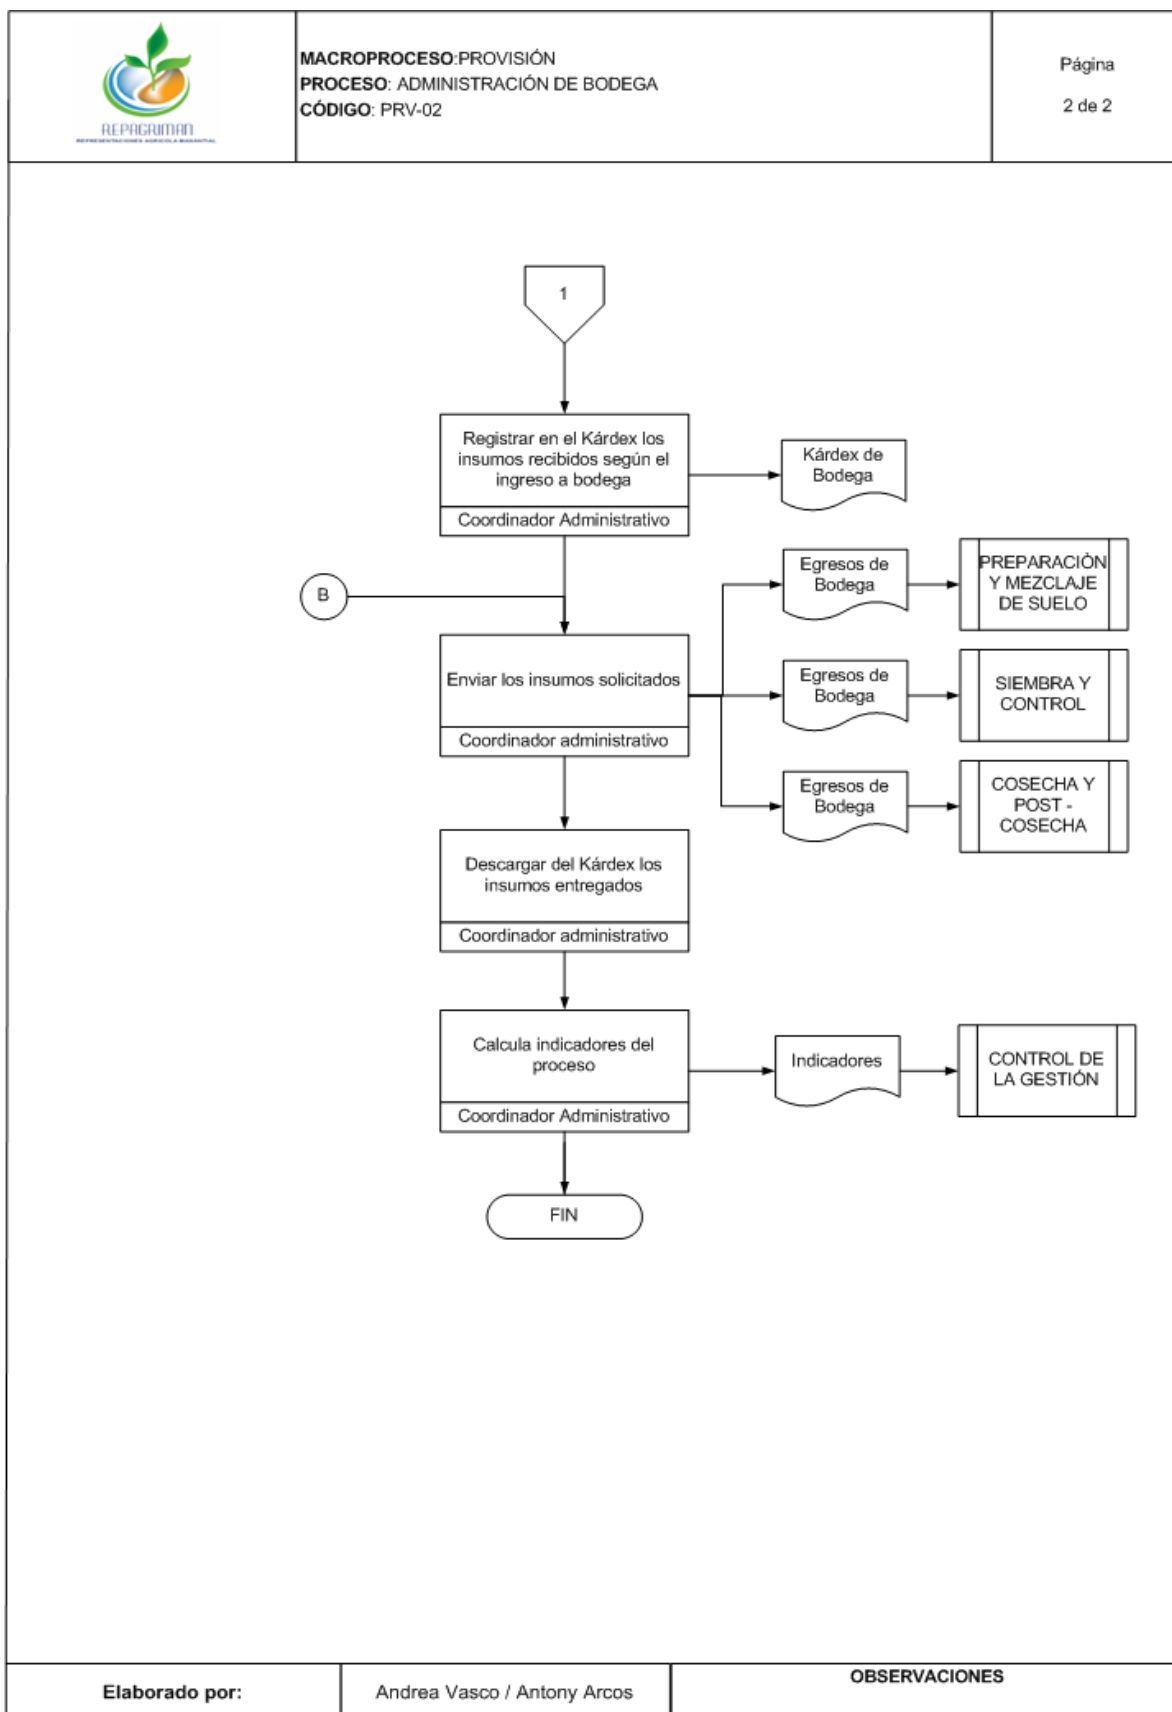 REPAGRIMAN
REPRESENTACIONES AGRICOLA MANANTIAL
MACROPROCESO:PROVISIÓN
PROCESO: ADMINISTRACIÓN DE BODEGA
CÓDIGO: PRV-02
Página
2 de 2
1
Registrar en el Kárdex los
insumos recibidos según el
ingreso a bodega
Coordinador Administrativo
Kárdex de
Bodega
B
Enviar los insumos solicitados
Coordinador administrativo
Egresos de
Bodega
PREPARACIÒN
Y MEZCLAJE
DE SUELO
Egresos de
Bodega
SIEMBRA Y
CONTROL
Egresos de
Bodega
COSECHA Y
POST -
COSECHA
Descargar del Kárdex los
insumos entregados
Coordinador administrativo
Calcula indicadores del
proceso
Coordinador Administrativo
Indicadores
CONTROL DE
LA GESTIÓN
FIN
Elaborado por:
Andrea Vasco / Antony Arcos
OBSERVACIONES